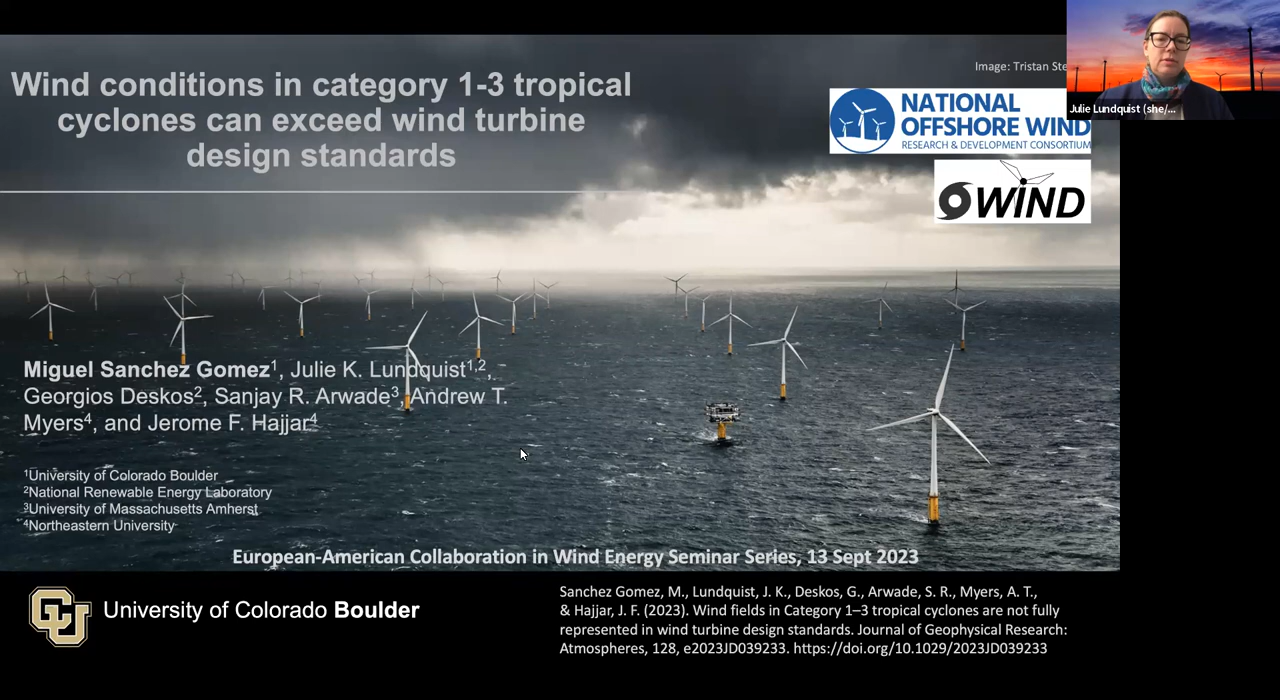 Wind conditions in category 1-3 tropical
cyclones can exceed wind turbine
design standards
Image: Tristan Ste
NATIONAL
OFFSHORE WIND
RESEARCH & DEVELOPMENT CONSORTIUM
WIND
Julie Lundquist (she/...
Miguel Sanchez Gomez¹, Julie K. Lundquist¹,²,
Georgios Deskos², Sanjay R. Arwade³, Andrew T.
Myers⁴, and Jerome F. Hajjar⁴
¹University of Colorado Boulder
²National Renewable Energy Laboratory
³University of Massachusetts Amherst
⁴Northeastern University
European-American Collaboration in Wind Energy Seminar Series, 13 Sept 2023
CU University of Colorado Boulder
Sanchez Gomez, M., Lundquist, J. K., Deskos, G., Arwade, S. R., Myers, A. T.,
& Hajjar, J. F. (2023). Wind fields in Category 1–3 tropical cyclones are not fully
represented in wind turbine design standards. Journal of Geophysical Research:
Atmospheres, 128, e2023JD039233. https://doi.org/10.1029/2023JD039233